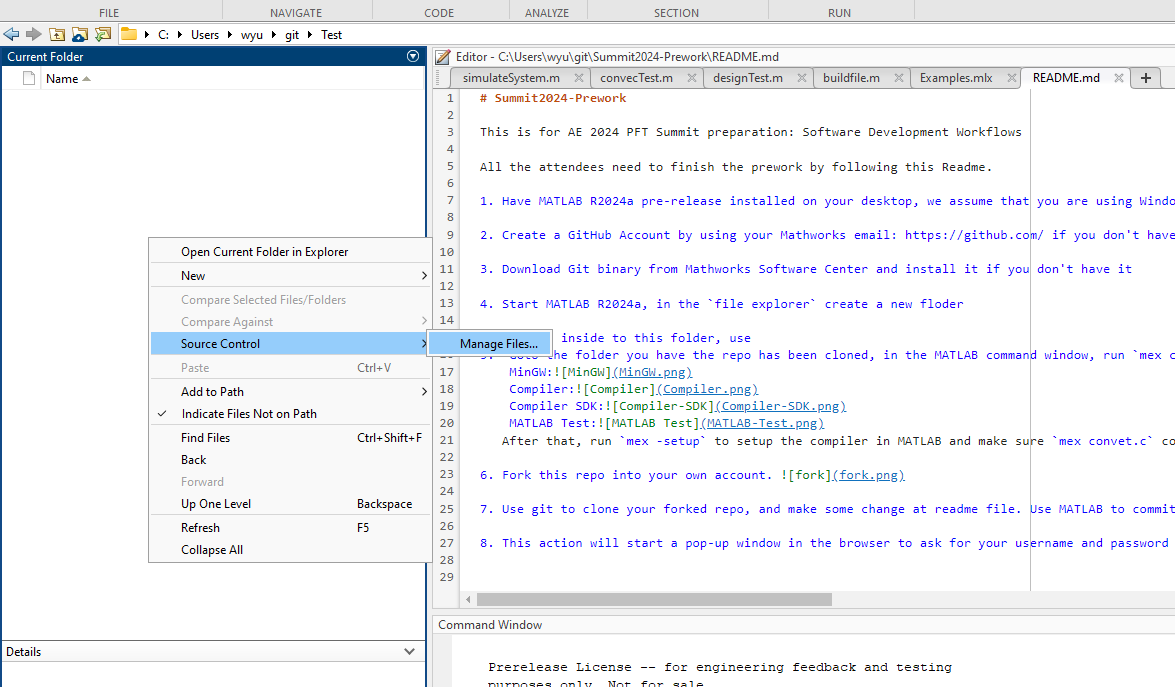 FILE NAVIGATE CODE ANALYZE SECTION RUN
C: Users wyu git Test
Current Folder
Name
Open Current Folder in Explorer
New
Compare Selected Files/Folders
Compare Against
Source Control
Paste Ctrl+V
Add to Path
Indicate Files Not on Path
Find Files Ctrl+Shift+F
Back
Forward
Up One Level Backspace
Refresh F5
Collapse All
Manage Files...
Details
Editor - C:\Users\wyu\git\Summit2024-Prework\README.md
simulateSystem.m convecTest.m designTest.m buildfile.m Examples.mlx README.md
1 # Summit2024-Prework
2
3 This is for AE 2024 PFT Summit preparation: Software Development Workflows
4
5 All the attendees need to finish the prework by following this Readme.
6
7 1. Have MATLAB R2024a pre-release installed on your desktop, we assume that you are using Windo
8
9 2. Create a GitHub Account by using your Mathworks email: https://github.com/ if you don't have
10
11 3. Download Git binary from Mathworks Software Center and install it if you don't have it
12
13 4. Start MATLAB R2024a, in the `file explorer` create a new floder
14
inside to this folder, use
the folder you have the repo has been cloned, in the MATLAB command window, run `mex c
17 MinGW:![MinGW](MinGW.png)
18 Compiler:![Compiler](Compiler.png)
19 Compiler SDK:![Compiler-SDK](Compiler-SDK.png)
20 MATLAB Test:![MATLAB Test](MATLAB-Test.png)
21 After that, run `mex -setup` to setup the compiler in MATLAB and make sure `mex convet.c` co
22
23 6. Fork this repo into your own account. ![fork](fork.png)
24
25 7. Use git to clone your forked repo, and make some change at readme file. Use MATLAB to commit
26
27 8. This action will start a pop-up window in the browser to ask for your username and password
28
29
Command Window
Prerelease License -- for engineering feedback and testing
purposes only. Not for sale.